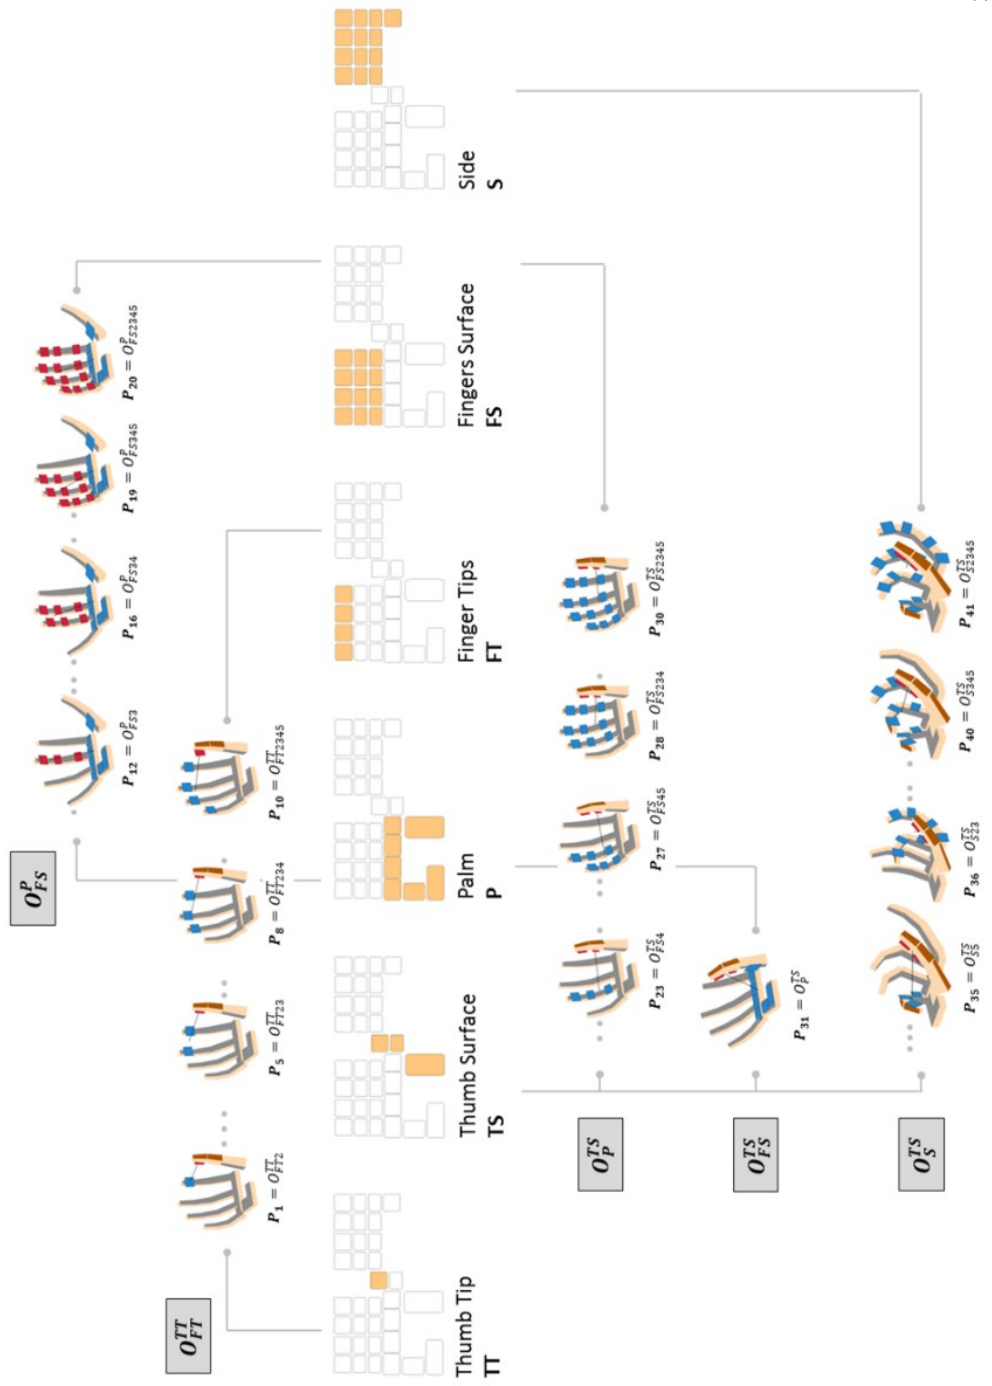 O^P_FS
P12 = O^P_FS3
P16 = O^P_FS34
P19 = O^P_FS345
P20 = O^P_FS2345
O^TT_FT
P1 = O^TT_FT2
P5 = O^TT_FT23
P8 = O^TT_FT234
P10 = O^TT_FT2345
Thumb Tip
TT
Thumb Surface
TS
Palm
P
Finger Tips
FT
Fingers Surface
FS
Side
S
O^TS_P
P23 = O^TS_FS4
P27 = O^TS_FS45
P28 = O^TS_FS234
P30 = O^TS_FS2345
O^TS_FS
P31 = O^TS_P
O^TS_S
P35 = O^TS_S5
P36 = O^TS_S23
P40 = O^TS_S345
P41 = O^TS_S2345